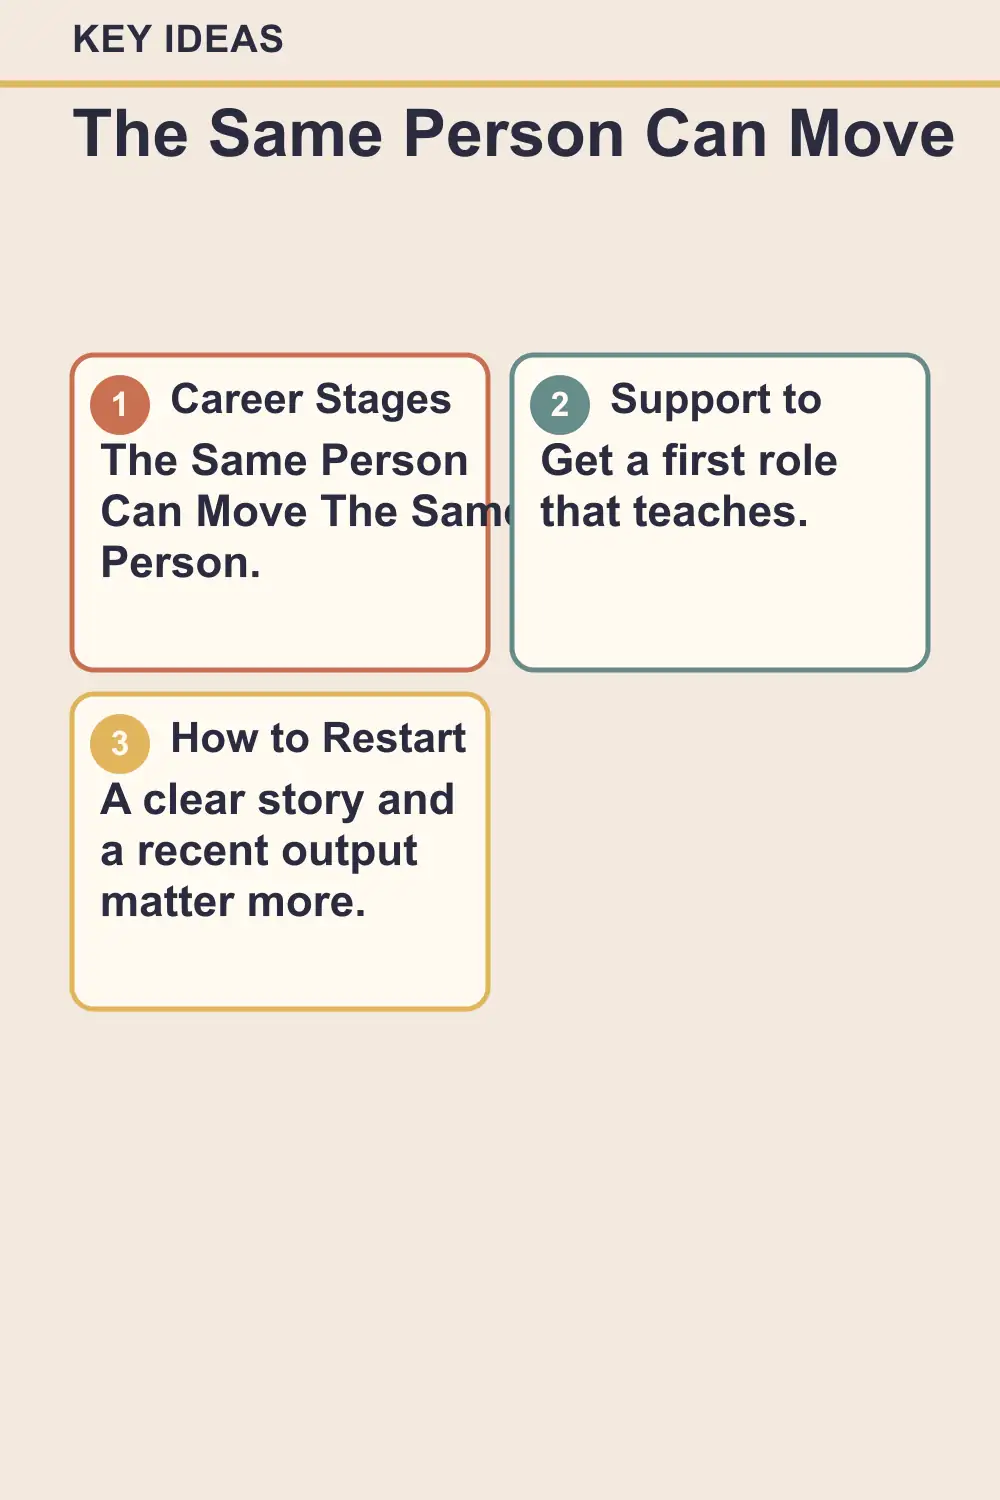 KEY IDEAS
The Same Person Can Move
1 Career Stages
The Same Person
Can Move The Same
Person.
2 Support to
Get a first role
that teaches.
3 How to Restart
A clear story and
a recent output
matter more.